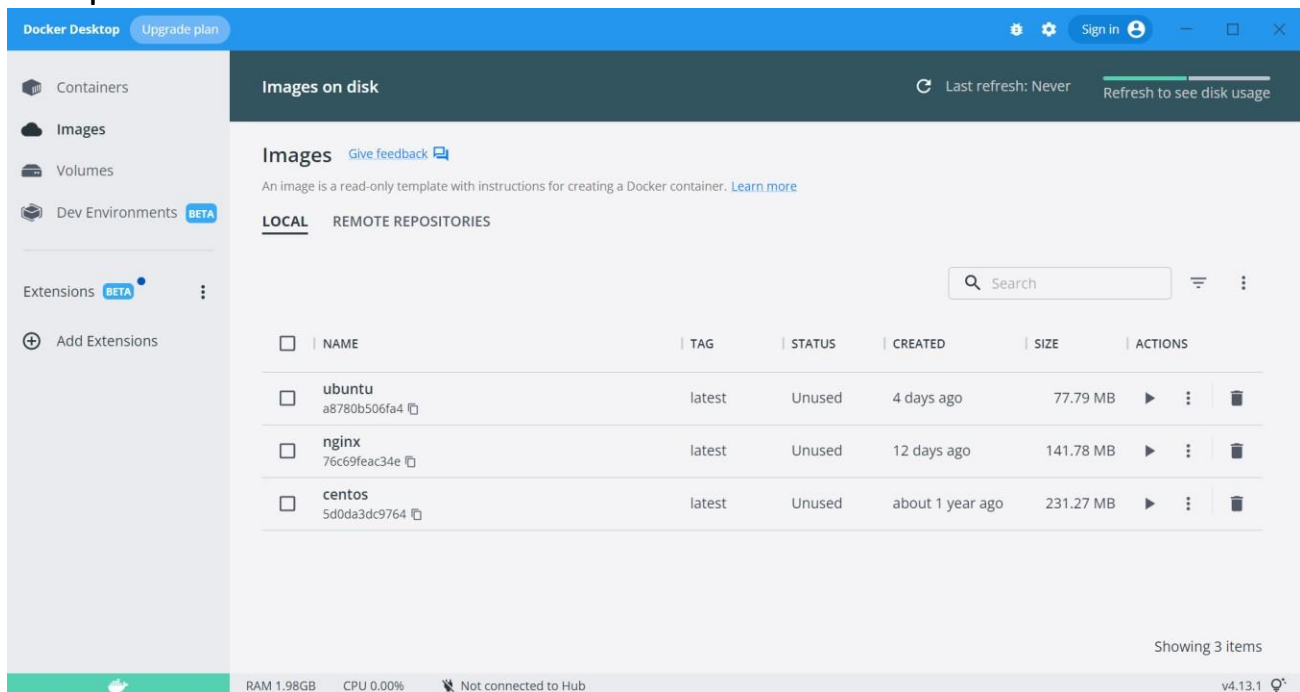 Docker Desktop Upgrade plan Sign in
Containers
Images
Volumes
Dev Environments BETA
Extensions BETA
Add Extensions
Images on disk Last refresh: Never Refresh to see disk usage
Images Give feedback
An image is a read-only template with instructions for creating a Docker container. Learn more
LOCAL REMOTE REPOSITORIES
Search
NAME TAG STATUS CREATED SIZE ACTIONS
ubuntu latest Unused 4 days ago 77.79 MB
a8780b506fa4
nginx latest Unused 12 days ago 141.78 MB
76c69feac34e
centos latest Unused about 1 year ago 231.27 MB
5d0da3dc9764
Showing 3 items
RAM 1.98GB CPU 0.00% Not connected to Hub v4.13.1